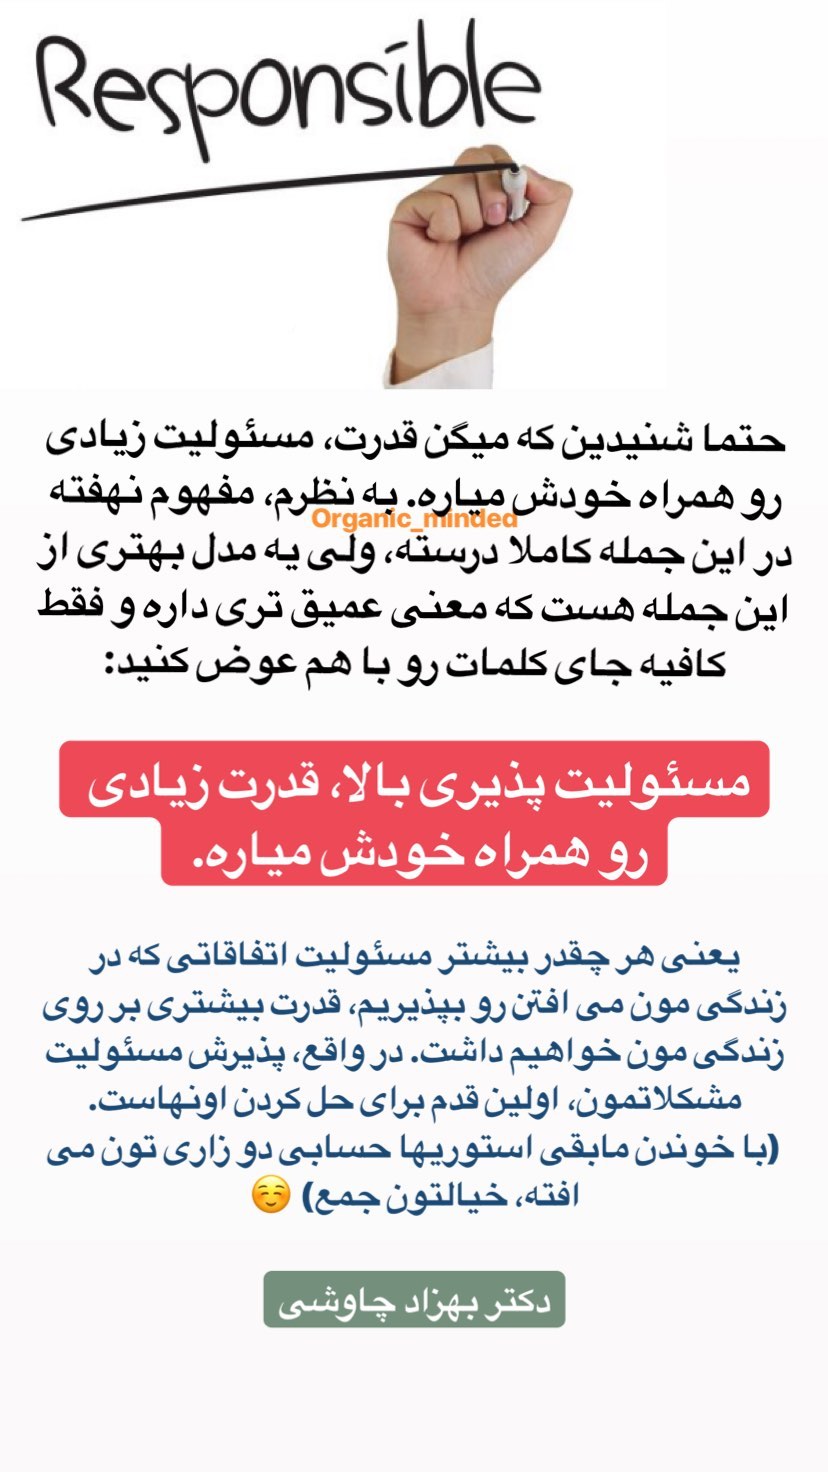 Responsible
حتما شنیدین که میگن قدرت، مسئولیت زیادی
رو همراه خودش میاره. به نظرم، مفهوم نهفته
Organic_minded
در این جمله کاملا درسته، ولی یه مدل بهتری از
این جمله هست که معنی عمیق تری داره و فقط
کافیه جای کلمات رو با هم عوض کنید:
مسئولیت پذیری بالا، قدرت زیادی
رو همراه خودش میاره.
یعنی هر چقدر بیشتر مسئولیت اتفاقاتی که در
زندگی مون می افتن رو بپذیریم، قدرت بیشتری بر روی
زندگی مون خواهیم داشت. در واقع، پذیرش مسئولیت
مشکلاتمون، اولین قدم برای حل کردن اونهاست.
(با خوندن مابقی استوریها حسابی دو زاری تون می
افته، خیالتون جمع) ☺️
دکتر بهزاد چاوشی